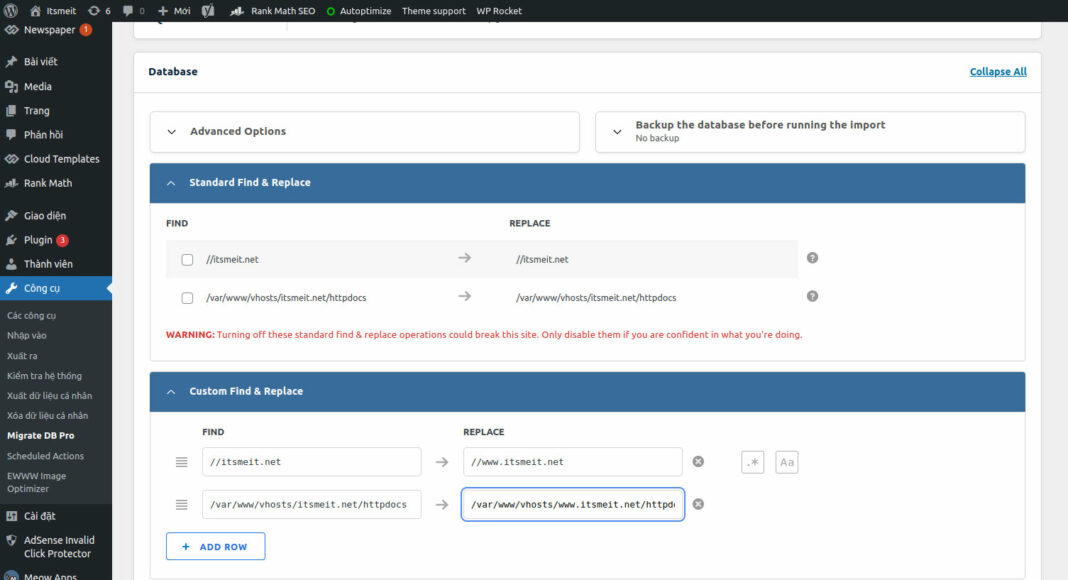 Itsmeit
6
0
Mới
Rank Math SEO
Autoptimize
Theme support
WP Rocket
Newspaper 1
Bài viết
Media
Trang
Phản hồi
Cloud Templates
Rank Math
Giao diện
Plugin 3
Thành viên
Công cụ
Các công cụ
Nhập vào
Xuất ra
Kiểm tra hệ thống
Xuất dữ liệu cá nhân
Xóa dữ liệu cá nhân
Migrate DB Pro
Scheduled Actions
EWWW Image
Optimizer
Cài đặt
AdSense Invalid
Click Protector
Meow Apps
Database
Collapse All
Advanced Options
Backup the database before running the import
No backup
Standard Find & Replace
FIND
REPLACE
//itsmeit.net
//itsmeit.net
/var/www/vhosts/itsmeit.net/httpdocs
/var/www/vhosts/itsmeit.net/httpdocs
WARNING: Turning off these standard find & replace operations could break this site. Only disable them if you are confident in what you're doing.
Custom Find & Replace
FIND
REPLACE
//itsmeit.net
//www.itsmeit.net
.*
Aa
/var/www/vhosts/itsmeit.net/httpdocs
/var/www/vhosts/www.itsmeit.net/httpd
+ ADD ROW